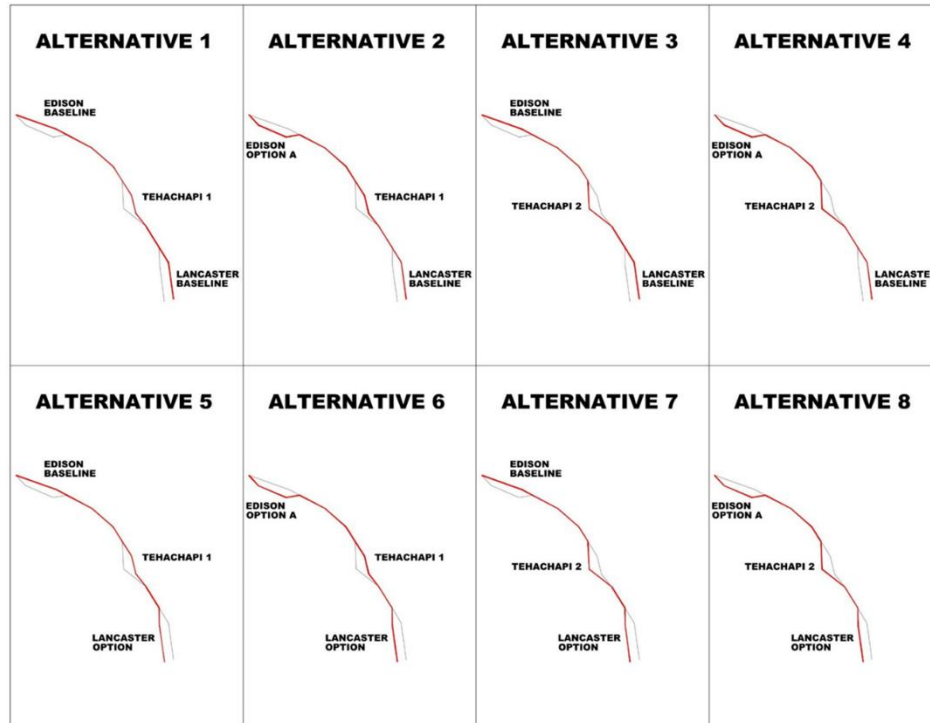 ALTERNATIVE 1
EDISON
BASELINE
TEHACHAPI 1
LANCASTER
BASELINE
ALTERNATIVE 2
EDISON
OPTION A
TEHACHAPI 1
LANCASTER
BASELINE
ALTERNATIVE 3
EDISON
BASELINE
TEHACHAPI 2
LANCASTER
BASELINE
ALTERNATIVE 4
EDISON
OPTION A
TEHACHAPI 2
LANCASTE
BASELINE
ALTERNATIVE 5
EDISON
BASELINE
TEHACHAPI 1
LANCASTER
OPTION
ALTERNATIVE 6
EDISON
OPTION A
TEHACHAPI 1
LANCASTER
OPTION
ALTERNATIVE 7
EDISON
BASELINE
TEHACHAPI 2
LANCASTER
OPTION
ALTERNATIVE 8
EDISON
OPTION A
TEHACHAPI 2
LANCASTER
OPTION